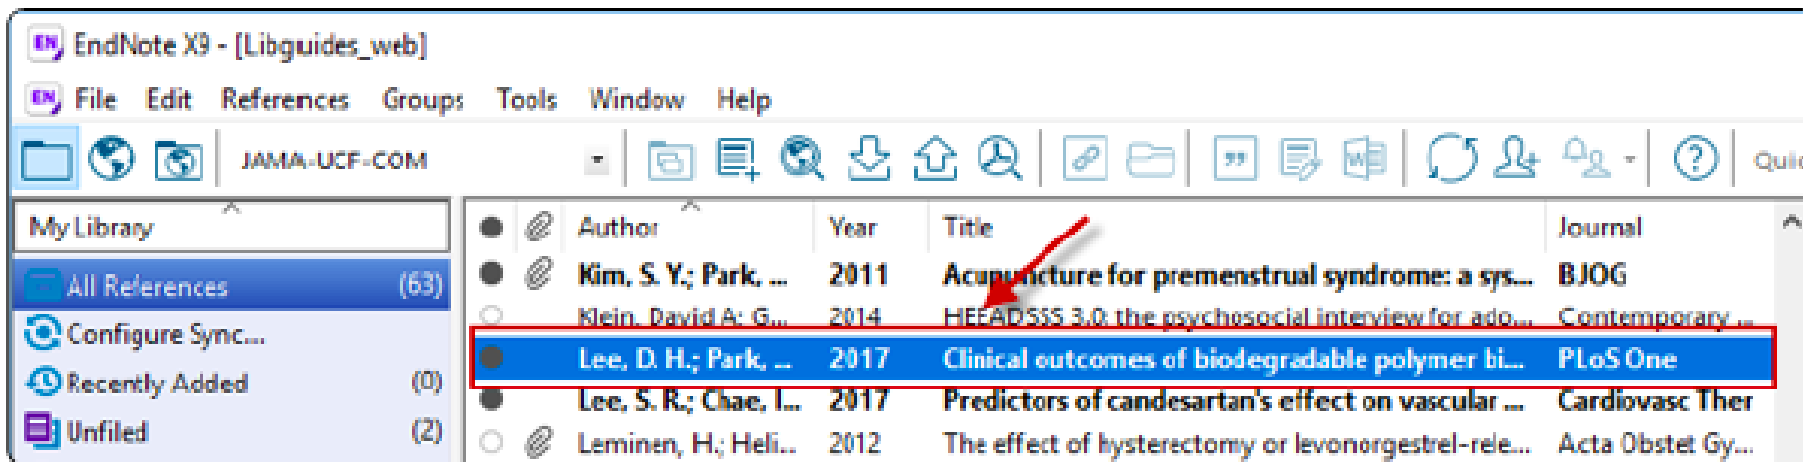 EN EndNote X9 - [Libguides_web]
EN File Edit References Groups Tools Window Help
JAMA-UCF-COM Quic
My Library
All References (63)
Configure Sync...
Recently Added (0)
Unfiled (2)
Author Year Title Journal
Kim, S. Y.; Park, ... 2011 Acupuncture for premenstrual syndrome: a sys... BJOG
Klein, David A; G... 2014 HEEADSSS 3.0: the psychosocial interview for ado... Contemporary ...
Lee, D. H.; Park, ... 2017 Clinical outcomes of biodegradable polymer bi... PLoS One
Lee, S. R.; Chae, I... 2017 Predictors of candesartan's effect on vascular ... Cardiovasc Ther
Leminen, H.; Heli... 2012 The effect of hysterectomy or levonorgestrel-rele... Acta Obstet Gy...